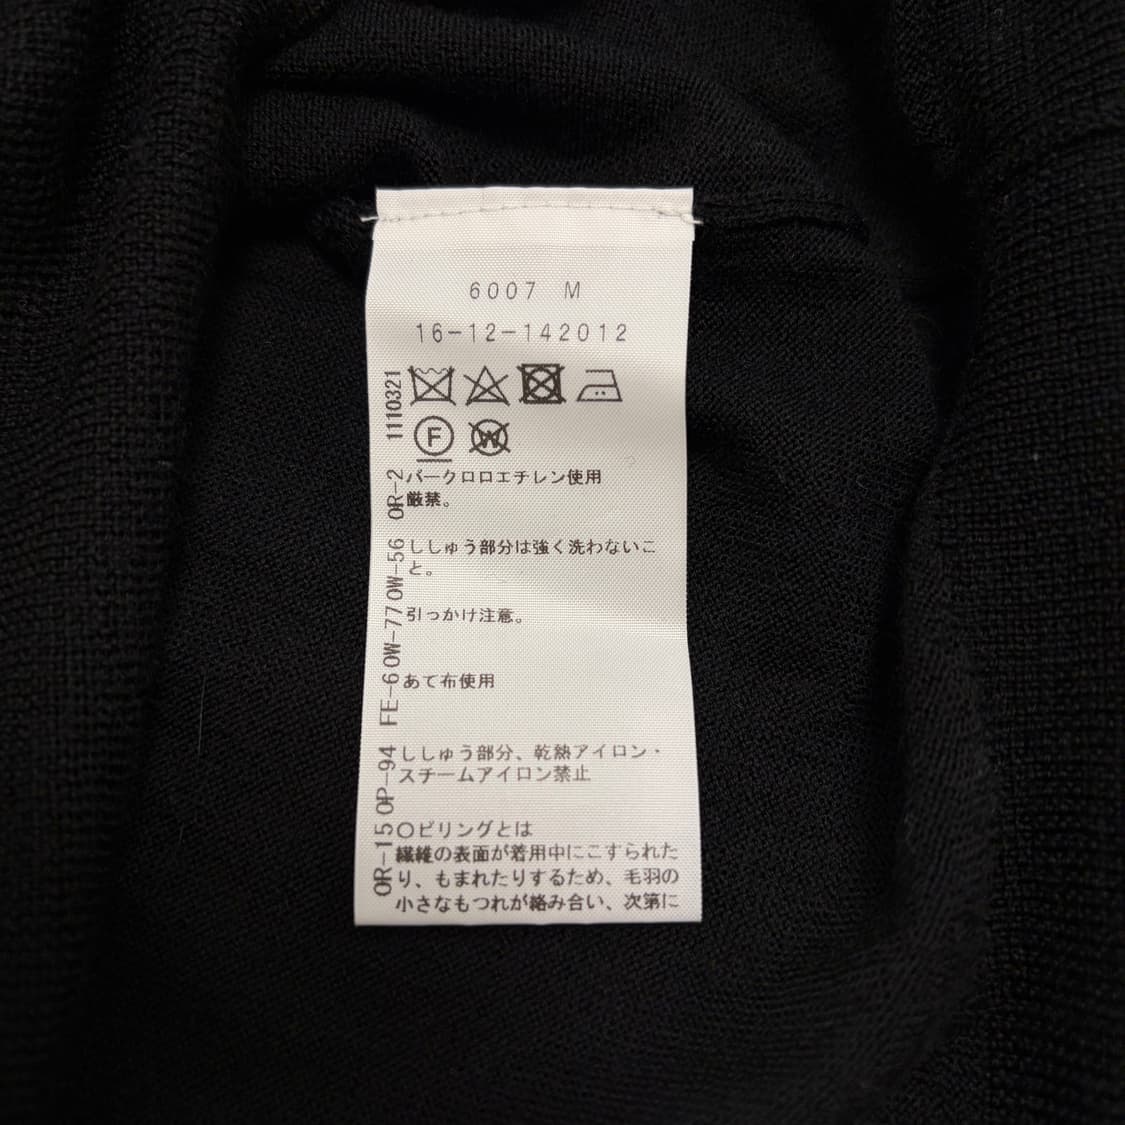 6007 M
16-12-142012
F
W
パークロロエチレン使用
厳禁。
ししゅう部分は強く洗わないこ
と。
引っかけ注意。
あて布使用
ししゅう部分、乾熱アイロン・
スチームアイロン禁止
○ピリングとは
繊維の表面が着用中にこすられた
り、もまれたりするため、毛羽の
小さなもつれが絡み合い、次第に
OR-15 OP-94 FE-6 OW-77 OW-56 OR-2 1110321